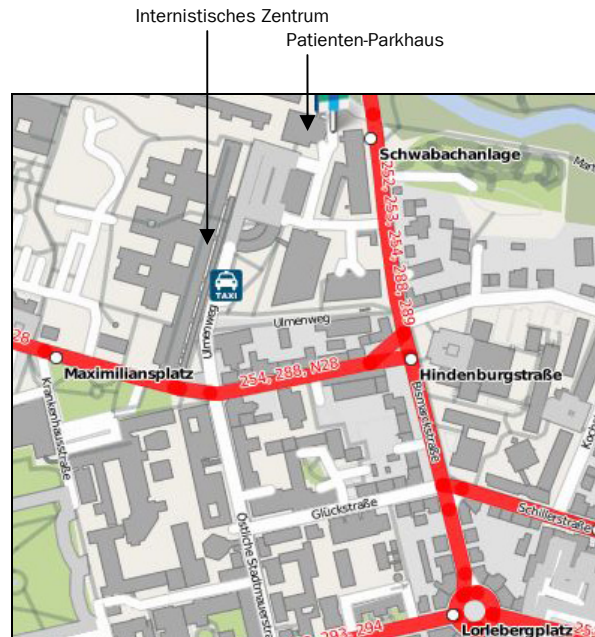 Internistisches Zentrum
Patienten-Parkhaus
Schwabachanlage
252, 253, 254, 288, 289
TAXI
Ulmenweg
Ulmenweg
28
Maximiliansplatz
254, 288, N28
Hindenburgstraße
Krankenhausstraße
Bismarckstraße
Glückstraße
Schillerstraße
Östliche Stadtmauerstraße
293, 294
Lorlebergplatz